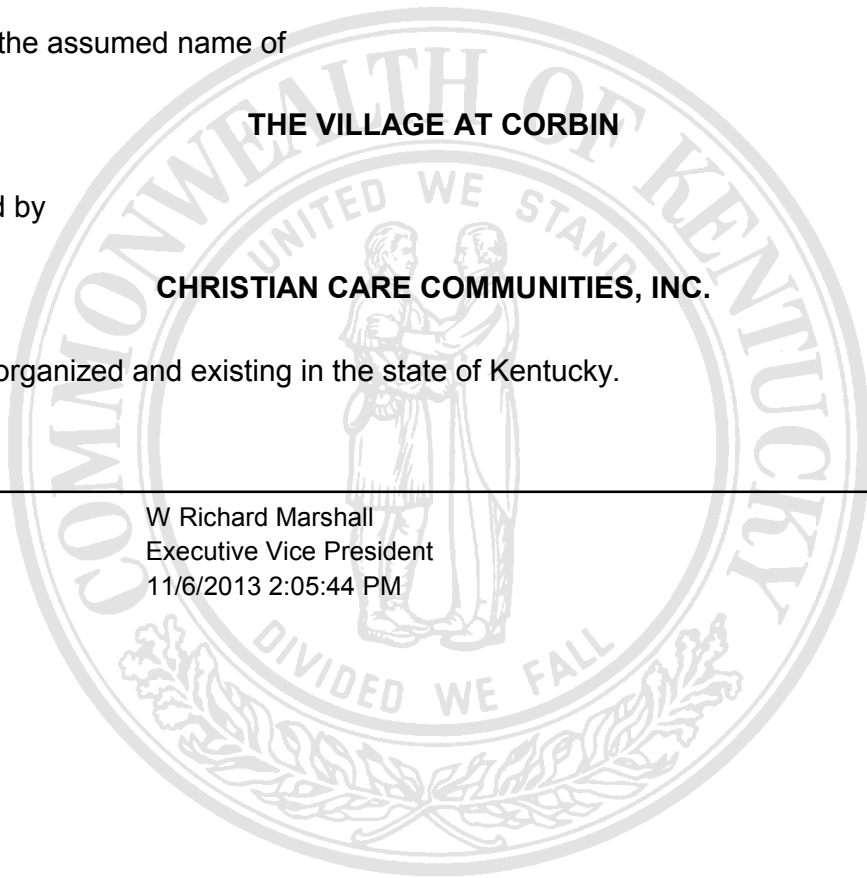 the assumed name of
THE VILLAGE AT CORBIN
d by
CHRISTIAN CARE COMMUNITIES, INC.
organized and existing in the state of Kentucky.
W Richard Marshall
Executive Vice President
11/6/2013 2:05:44 PM
COMMONWEALTH OF KENTUCKY
UNITED WE STAND
DIVIDED WE FALL